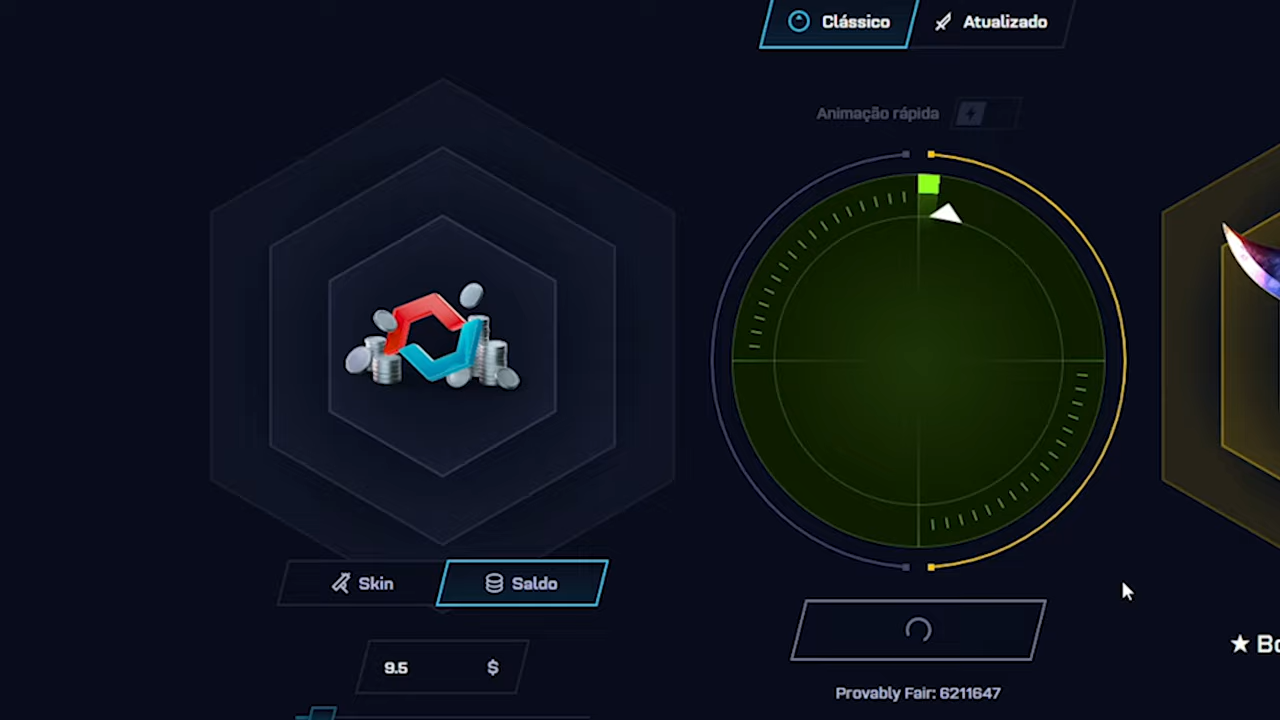 Clássico
Atualizado
Animação rápida
Skin
Saldo
9.5 $
★
Provably Fair: 6211647